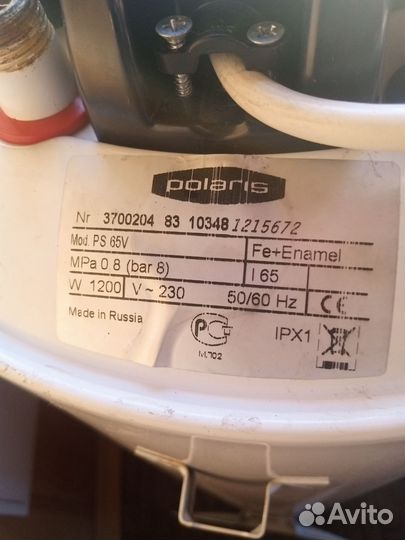 polaris
Nr 3700204 83 10348 1215672
Mod. PS 65V Fe+Enamel
MPa 0 8 (bar 8) l 65
W 1200 V ~ 230 50/60 Hz CE
Made in Russia IPX1
М.Л02
Avito